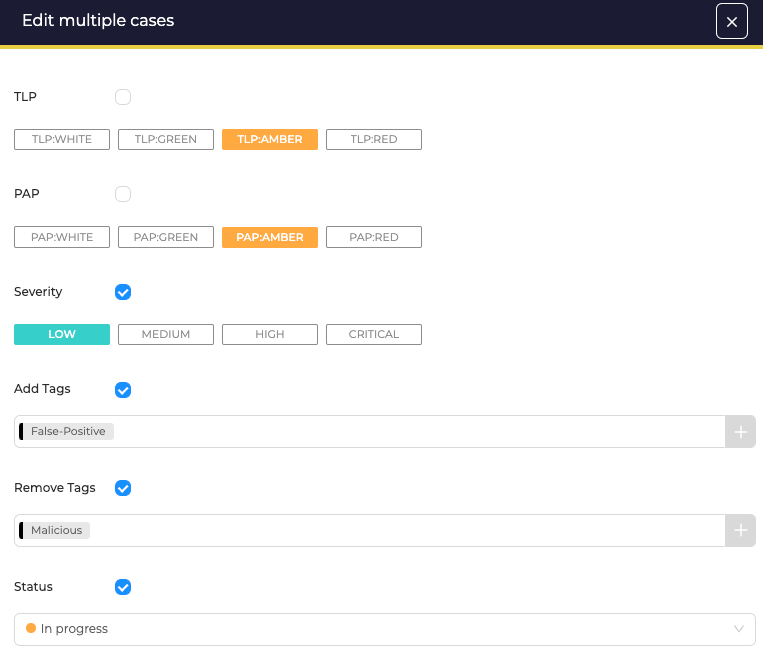 Edit multiple cases
TLP
TLP:WHITE TLP:GREEN TLP:AMBER TLP:RED
PAP
PAP:WHITE PAP:GREEN PAP:AMBER PAP:RED
Severity
LOW MEDIUM HIGH CRITICAL
Add Tags
False-Positive
Remove Tags
Malicious
Status
In progress